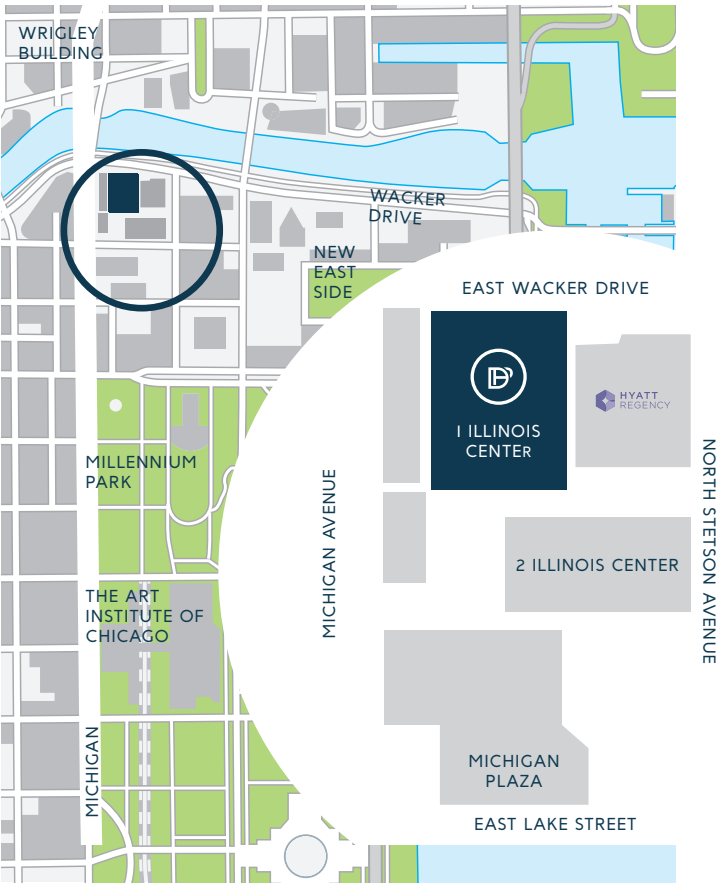 WRIGLEY
BUILDING
WACKER
DRIVE
NEW
EAST
SIDE
EAST WACKER DRIVE
I ILLINOIS
CENTER
HYATT
REGENCY
MILLENNIUM
PARK
MICHIGAN AVENUE
NORTH STETSON AVENUE
2 ILLINOIS CENTER
THE ART
INSTITUTE OF
CHICAGO
MICHIGAN
MICHIGAN
PLAZA
EAST LAKE STREET